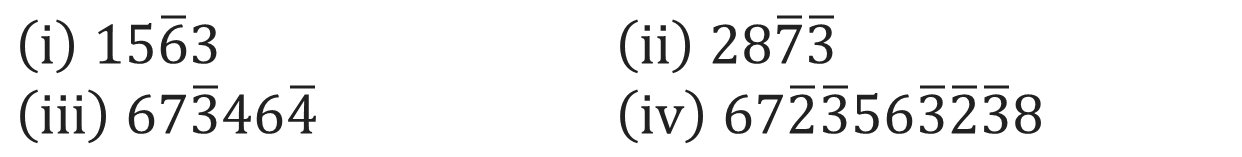 (i) 156̅3 (ii) 287̅3̅
(iii) 673̅464̅ (iv) 672̅3̅563̅2̅3̅8